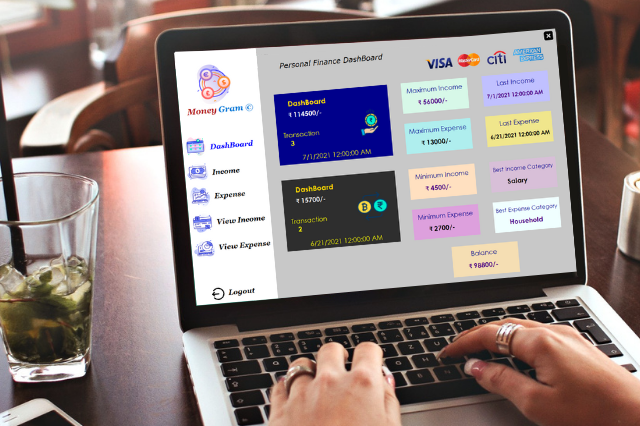 Personal Finance DashBoard
VISA
MasterCard
citi
AMERICAN EXPRESS
Money Gram ©
DashBoard
Income
Expense
View Income
View Expense
Logout
DashBoard
₹ 114500/-
Transaction
3
7/1/2021 12:00:00 AM
DashBoard
₹ 15700/-
Transaction
2
6/21/2021 12:00:00 AM
Maximum Income
₹ 56000/-
Maximum Expense
₹ 13000/-
Minimum Income
₹ 4500/-
Minimum Expense
₹ 2700/-
Last Income
7/1/2021 12:00:00 AM
Last Expense
6/21/2021 12:00:00 AM
Best Income Category
Salary
Best Expense Category
Household
Balance
₹ 98800/-